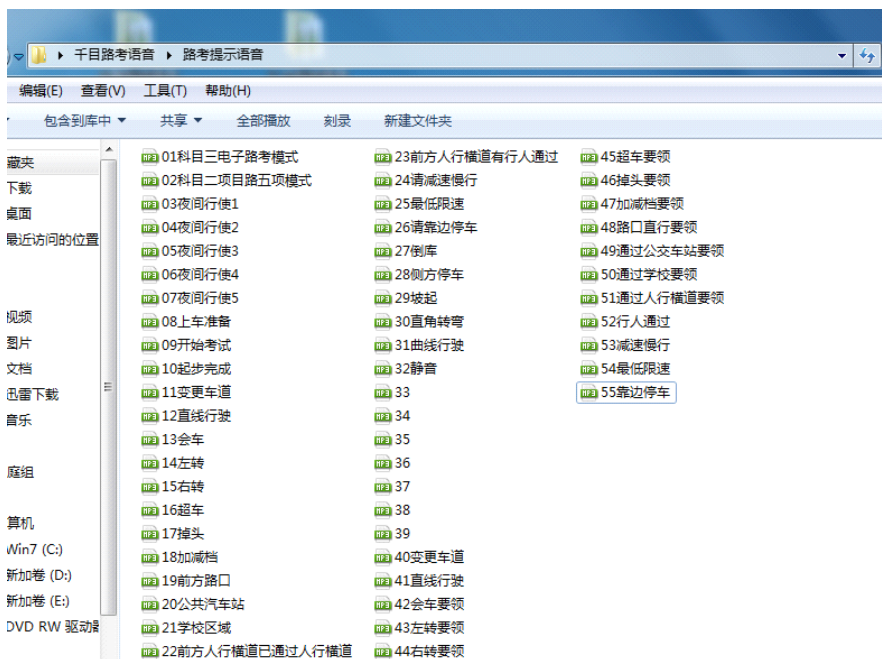 千目路考语音 ▸ 路考提示语音
编辑(E) 查看(V) 工具(T) 帮助(H)
包含到库中 共享 全部播放 刻录 新建文件夹
藏夹
下载
桌面
最近访问的位置
视频
图片
文档
迅雷下载
音乐
庭组
算机
Win7 (C:)
新加卷 (D:)
新加卷 (E:)
DVD RW 驱动器
01科目三电子路考模式
02科目二项目路五项模式
03夜间行使1
04夜间行使2
05夜间行使3
06夜间行使4
07夜间行使5
08上车准备
09开始考试
10起步完成
11变更车道
12直线行驶
13会车
14左转
15右转
16超车
17掉头
18加减档
19前方路口
20公共汽车站
21学校区域
22前方人行横道已通过人行横道
23前方人行横道有行人通过
24请减速慢行
25最低限速
26请靠边停车
27倒库
28侧方停车
29坡起
30直角转弯
31曲线行驶
32静音
33
34
35
36
37
38
39
40变更车道
41直线行驶
42会车要领
43左转要领
44右转要领
45超车要领
46掉头要领
47加减档要领
48路口直行要领
49通过公交车站要领
50通过学校要领
51通过人行横道要领
52行人通过
53减速慢行
54最低限速
55靠边停车